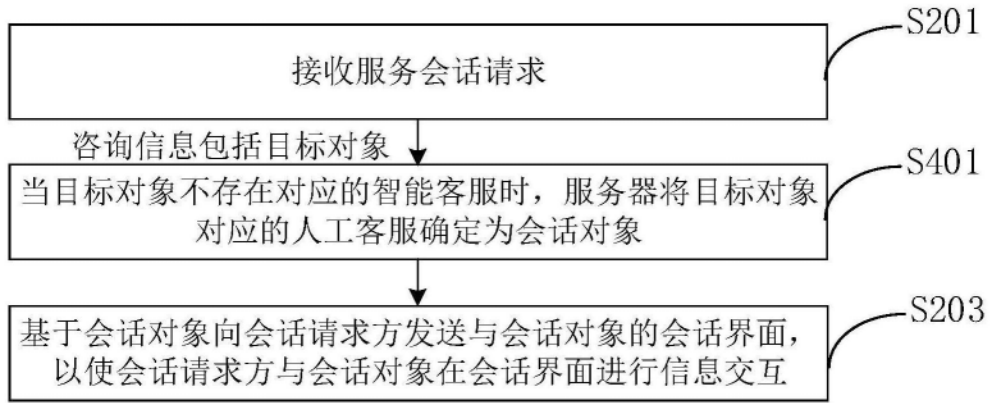 接收服务会话请求
S201
咨询信息包括目标对象
当目标对象不存在对应的智能客服时，服务器将目标对象
对应的人工客服确定为会话对象
S401
基于会话对象向会话请求方发送与会话对象的会话界面，
以使会话请求方与会话对象在会话界面进行信息交互
S203